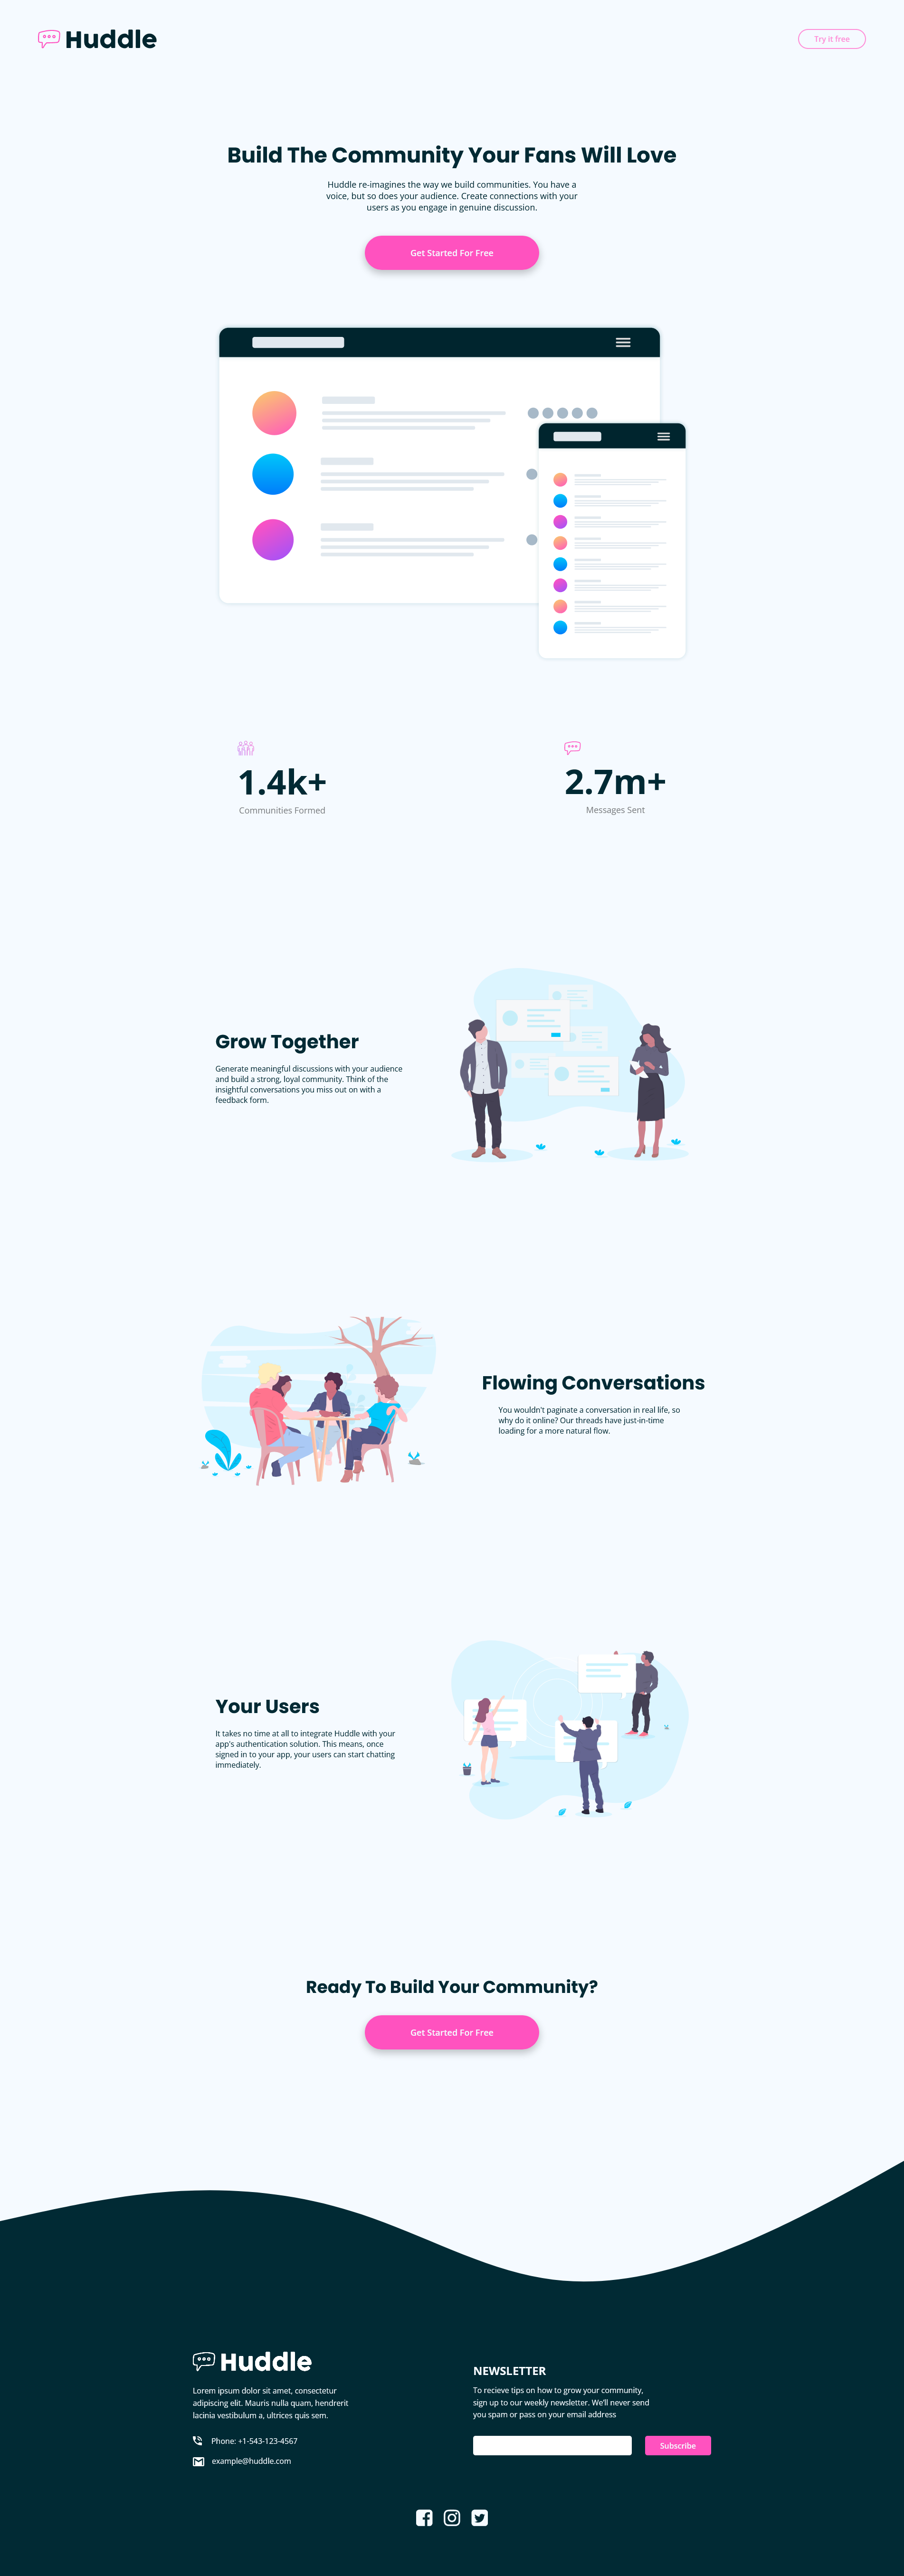 Huddle
Try it free
Build The Community Your Fans Will Love
Huddle re-imagines the way we build communities. You have a
voice, but so does your audience. Create connections with your
users as you engage in genuine discussion.
Get Started For Free
1.4k+
Communities Formed
2.7m+
Messages Sent
Grow Together
Generate meaningful discussions with your audience
and build a strong, loyal community. Think of the
insightful conversations you miss out on with a
feedback form.
Flowing Conversations
You wouldn't paginate a conversation in real life, so
why do it online? Our threads have just-in-time
loading for a more natural flow.
Your Users
It takes no time at all to integrate Huddle with your
app's authentication solution. This means, once
signed in to your app, your users can start chatting
immediately.
Ready To Build Your Community?
Get Started For Free
Huddle
Lorem ipsum dolor sit amet, consectetur
adipiscing elit. Mauris nulla quam, hendrerit
lacinia vestibulum a, ultrices quis sem.
Phone: +1-543-123-4567
example@huddle.com
NEWSLETTER
To recieve tips on how to grow your community,
sign up to our weekly newsletter. We'll never send
you spam or pass on your email address
Subscribe